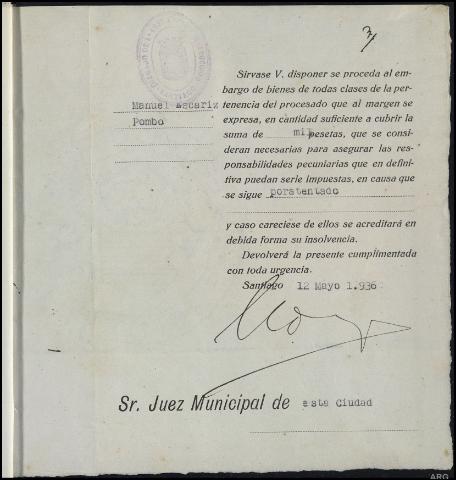 3
Sírvase V. disponer se proceda al em-
bargo de bienes de todas clases de la per-
tenencia del procesado que al margen se
expresa, en cantidad suficiente a cubrir la
suma de mil pesetas, que se consi-
deran necesarias para asegurar las res-
ponsabilidades pecuniarias que en defini-
tiva puedan serle impuestas, en causa que
se sigue poratentado
y caso careciese de ellos se acreditará en
debida forma su insolvencia.
Devolverá la presente cumplimentada
con toda urgencia.
Santiago 12 Mayo 1.936
Manuel Ascariz
Pombo
Sr. Juez Municipal de esta Ciudad
ARG